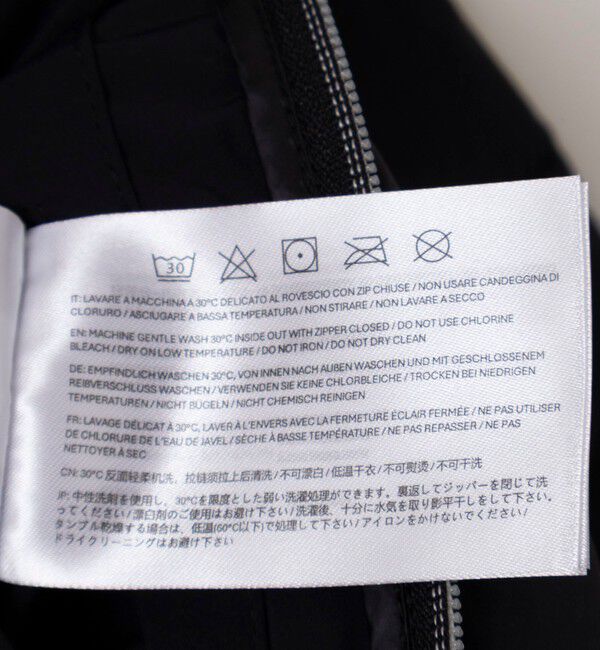 30
IT: LAVARE A MACCHINA A 30°C DELICATO AL ROVESCIO CON ZIP CHIUSE / NON USARE CANDEGGINA DI
CLORURO / ASCIUGARE A BASSA TEMPERATURA / NON STIRARE / NON LAVARE A SECCO
EN: MACHINE GENTLE WASH 30°C INSIDE OUT WITH ZIPPER CLOSED / DO NOT USE CHLORINE
BLEACH / DRY ON LOW TEMPERATURE / DO NOT IRON / DO NOT DRY CLEAN
DE: EMPFINDLICH WASCHEN 30°C, VON INNEN NACH AUßEN WASCHEN UND MIT GESCHLOSSENEM
REIßVERSCHLUSS WASCHEN / VERWENDEN SIE KEINE CHLORBLEICHE / TROCKEN BEI NIEDRIGEN
TEMPERATUREN / NICHT BÜGELN / NICHT CHEMISCH REINIGEN
FR: LAVAGE DÉLICAT À 30°C, LAVER À L'ENVERS AVEC LA FERMETURE ÉCLAIR FERMÉE / NE PAS UTILISER
DE CHLORURE DE L'EAU DE JAVEL / SÈCHE À BASSE TEMPÉRATURE / NE PAS REPASSER / NE PAS
NETTOYER À SEC
CN: 30°C 反面轻柔机洗，拉链须拉上后清洗 / 不可漂白 / 低温干衣 / 不可熨烫 / 不可干洗
JP: 中性洗剤を使用し、30°Cを限度とした弱い洗濯処理ができます。裏返してジッパーを閉じて洗
ってください / 漂白剤のご使用はお避け下さい / 洗濯後、十分に水気を取り影平干しをして下さい。
タンブル乾燥する場合は、低温(60°C以下)で処理して下さい / アイロンをかけないでください /
ドライクリーニングはお避け下さい